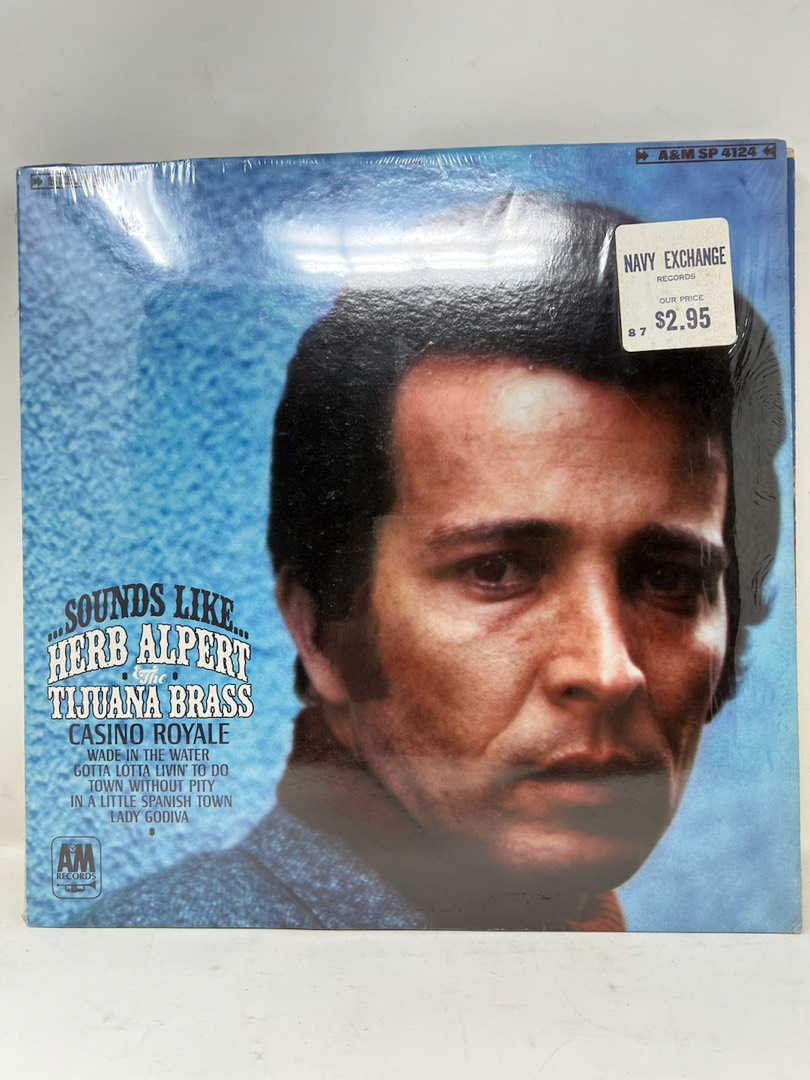 A&M SP 4124
NAVY EXCHANGE
RECORDS
OUR PRICE
87 $2.95
...SOUNDS LIKE...
HERB ALPERT
& The
TIJUANA BRASS
CASINO ROYALE
WADE IN THE WATER
GOTTA LOTTA LIVIN' TO DO
TOWN WITHOUT PITY
IN A LITTLE SPANISH TOWN
LADY GODIVA
AM
RECORDS